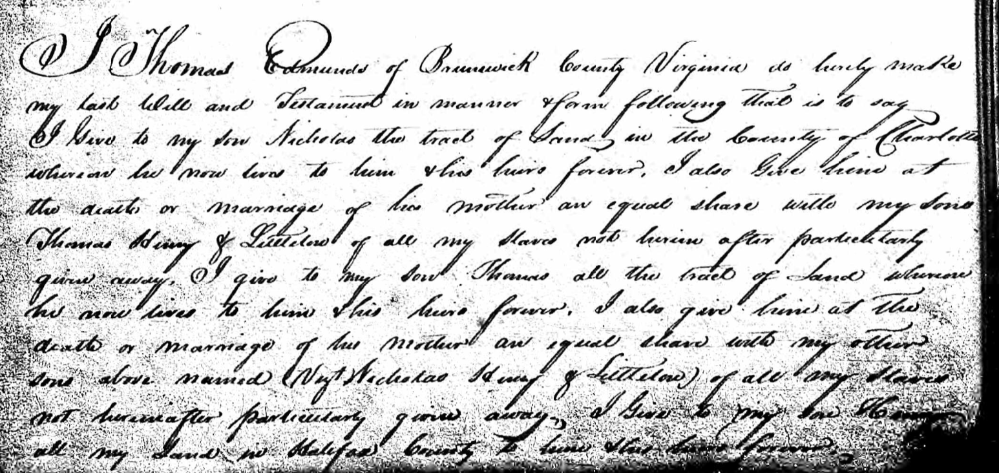 I Thomas Edmunds of Brunswick County Virginia do herely make
my last Will and Testament in manner & form following that is to say
I Give to my son Nicholas the tract of Land, in the County of Charlotte
whereon he now lives to him & his heirs forever. I also Give him at
the death or marriage of his mother an equal share with my sons
Thomas Henry & Littleton of all my slaves not herein after particularly
given away. I give to my son Thomas all the tract of Land whereon
he now lives to him & his heirs forever. I also give him at the
death or marriage of his mother an equal share with my other
sons above named (Vizt Nicholas Henry & Littleton) of all my slaves
not hereinafter particularly given away, I Give to my son Henry
all my Land in Halifax County to him & his heirs forever.